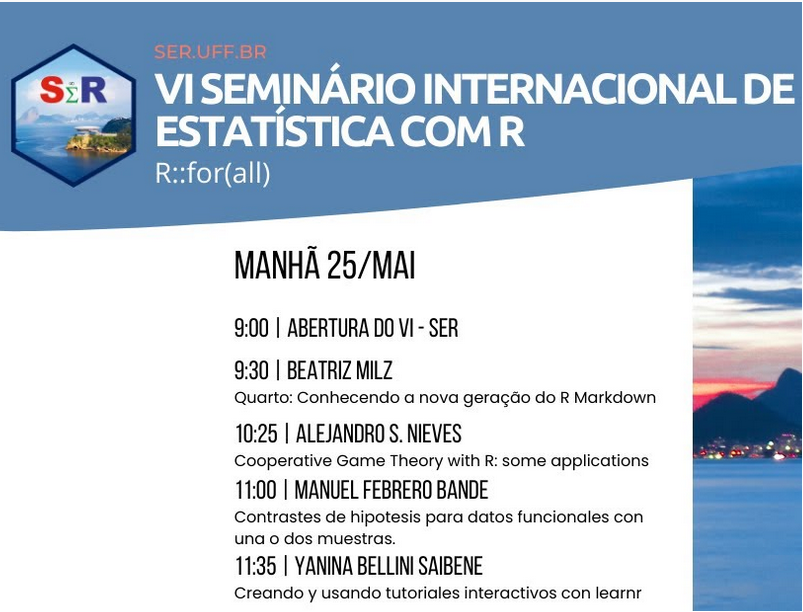 SER.UFF.BR
SΣR
VI SEMINÁRIO INTERNACIONAL DE
ESTATÍSTICA COM R
R::for(all)
MANHÃ 25/MAI
9:00 | ABERTURA DO VI - SER
9:30 | BEATRIZ MILZ
Quarto: Conhecendo a nova geração do R Markdown
10:25 | ALEJANDRO S. NIEVES
Cooperative Game Theory with R: some applications
11:00 | MANUEL FEBRERO BANDE
Contrastes de hipotesis para datos funcionales con
una o dos muestras.
11:35 | YANINA BELLINI SAIBENE
Creando y usando tutoriales interactivos con learnr